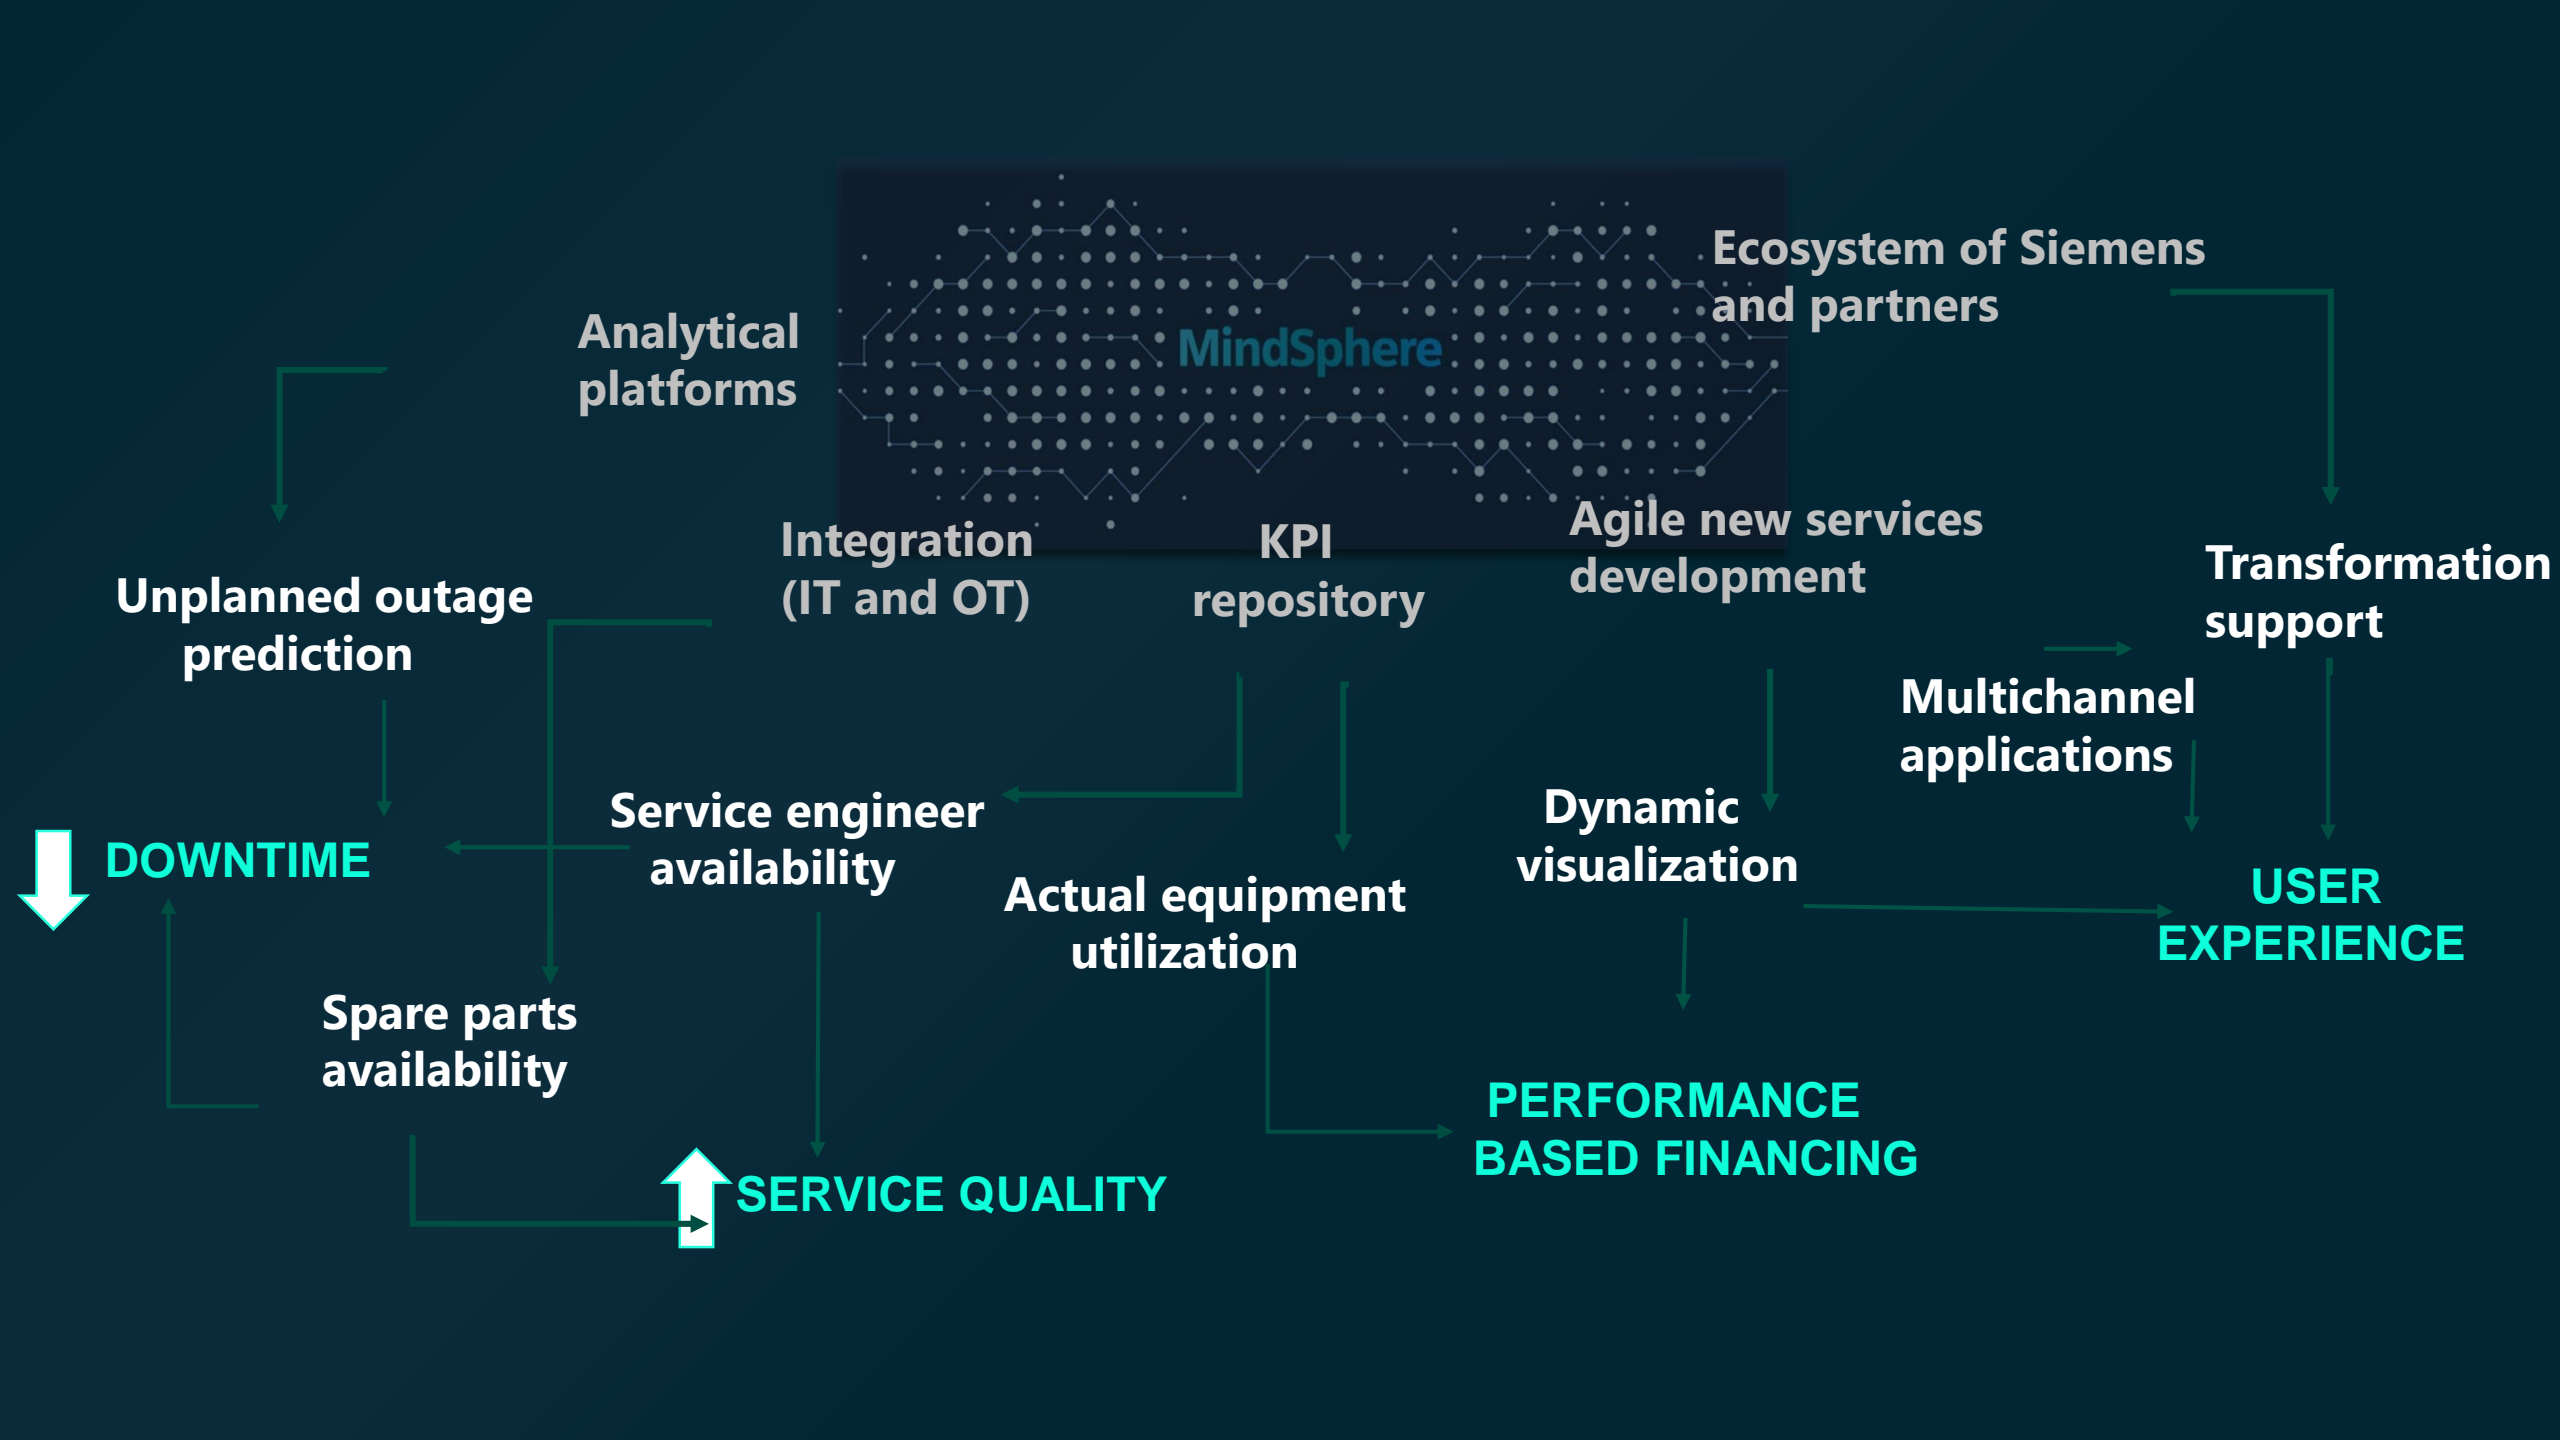 Ecosystem of Siemens
and partners
Analytical
platforms
MindSphere
Integration
(IT and OT)
KPI
repository
Agile new services
development
Transformation
support
Unplanned outage
prediction
Multichannel
applications
Service engineer
availability
Dynamic
visualization
DOWNTIME
Actual equipment
utilization
USER
EXPERIENCE
Spare parts
availability
PERFORMANCE
BASED FINANCING
SERVICE QUALITY